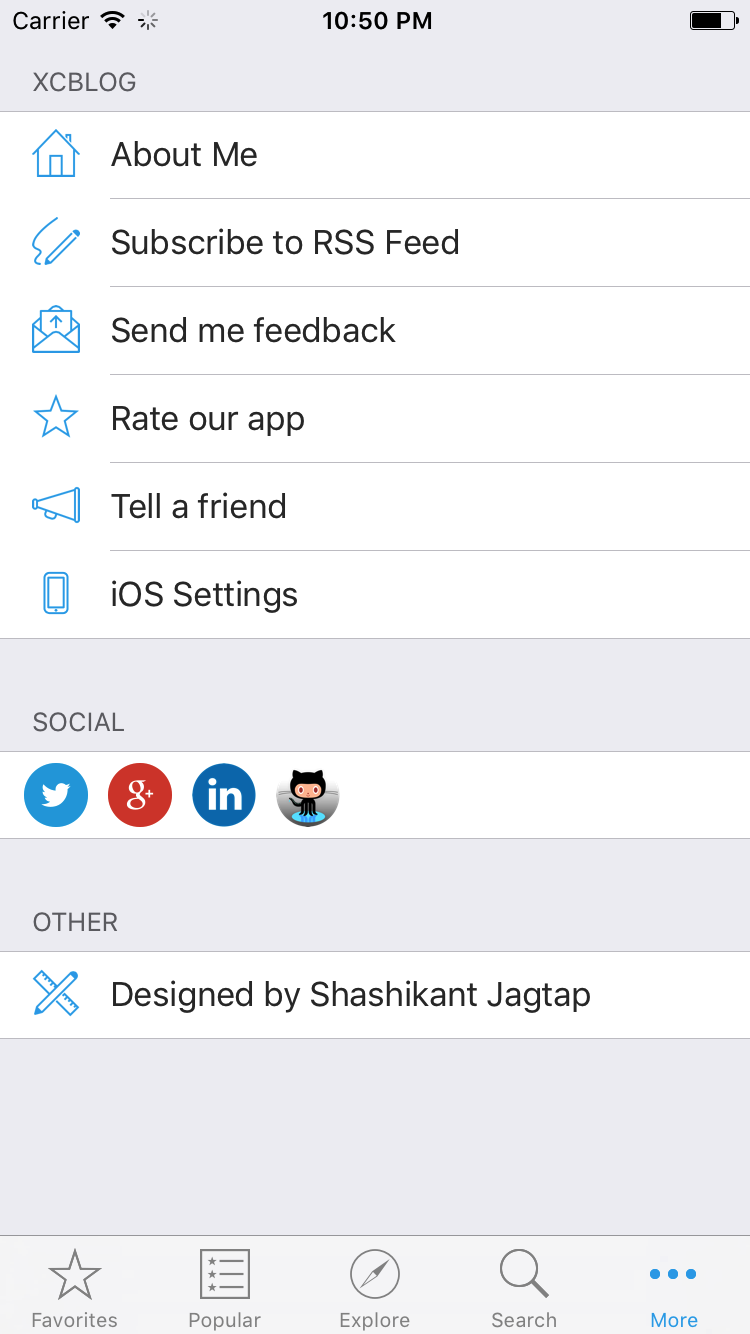 Carrier 10:50 PM
XCBLOG
About Me
Subscribe to RSS Feed
Send me feedback
Rate our app
Tell a friend
iOS Settings
SOCIAL
g+ in
OTHER
Designed by Shashikant Jagtap
Favorites Popular Explore Search More